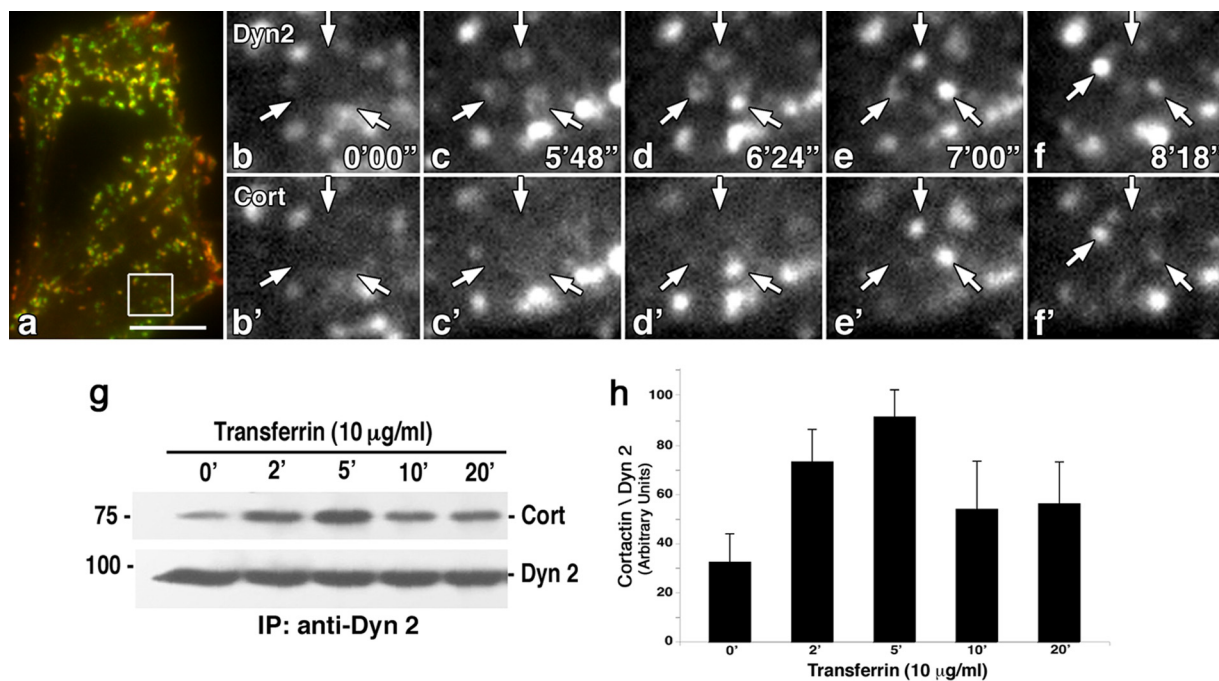 Dyn2
a
b 0'00”
c 5'48”
d 6'24”
e 7'00”
f 8'18”
Cort
b'
c'
d'
e'
f'
g
Transferrin (10 μg/ml)
0' 2' 5' 10' 20'
75 - - Cort
100 - - Dyn 2
IP: anti-Dyn 2
h
Cortactin \ Dyn 2
(Arbitrary Units)
100
80
60
40
20
0
0' 2' 5' 10' 20'
Transferrin (10 μg/ml)